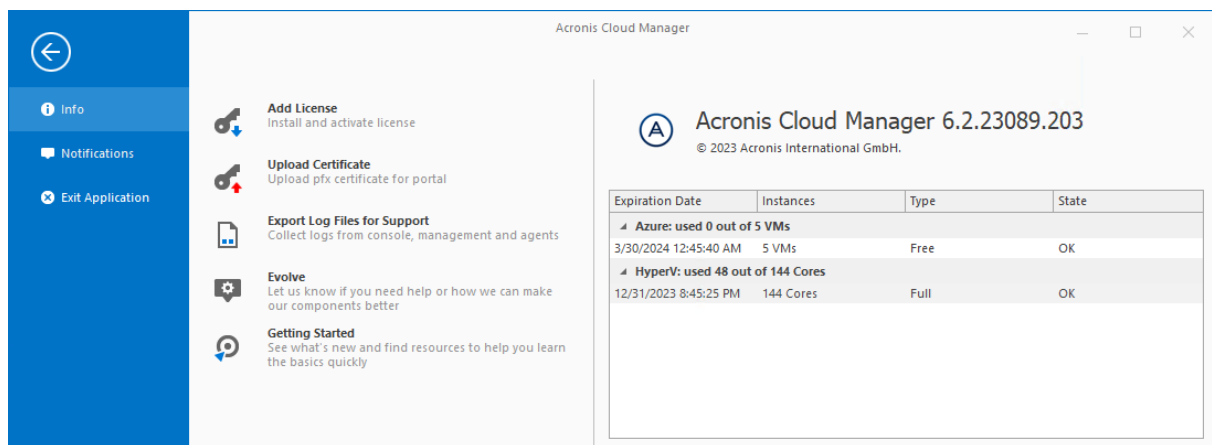 Acronis Cloud Manager
Info
Notifications
Exit Application
Add License
Install and activate license
Upload Certificate
Upload pfx certificate for portal
Export Log Files for Support
Collect logs from console, management and agents
Evolve
Let us know if you need help or how we can make
our components better
Getting Started
See what's new and find resources to help you learn
the basics quickly
Acronis Cloud Manager 6.2.23089.203
© 2023 Acronis International GmbH.
Expiration Date Instances Type State
Azure: used 0 out of 5 VMs
3/30/2024 12:45:40 AM 5 VMs Free OK
HyperV: used 48 out of 144 Cores
12/31/2023 8:45:25 PM 144 Cores Full OK